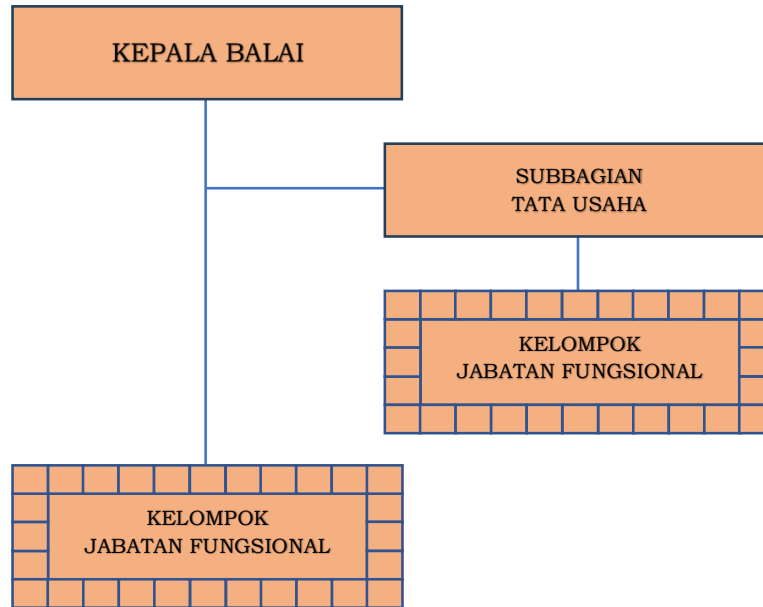 KEPALA BALAI
SUBBAGIAN
TATA USAHA
KELOMPOK
JABATAN FUNGSIONAL
KELOMPOK
JABATAN FUNGSIONAL